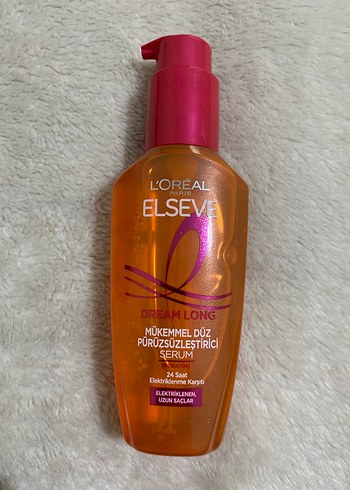 L'ORÉAL
PARIS
ELSEVE
DREAM LONG
MÜKEMMEL DÜZ
PÜRÜZSÜZLEŞTİRİCİ
SERUM
24 Saat
Elektriklenme Karşıtı
ELEKTRİKLENEN,
UZUN SAÇLAR